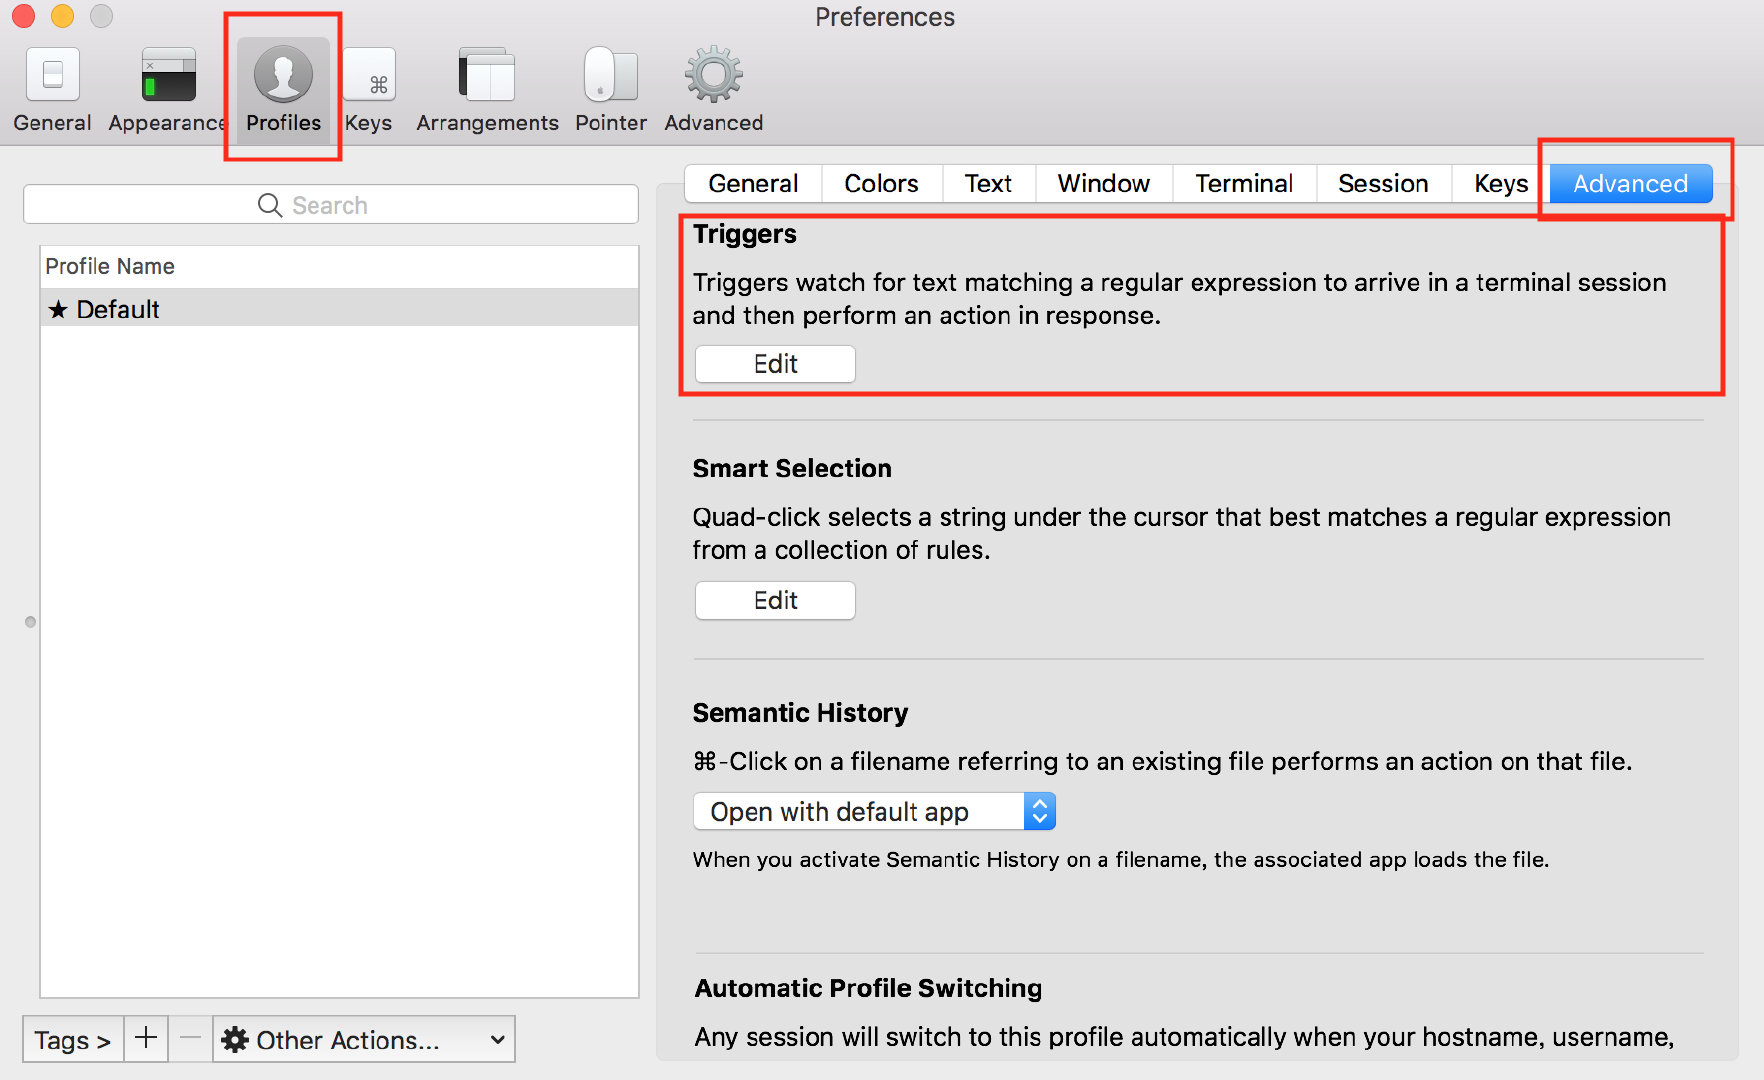 Preferences
General Appearance Profiles Keys Arrangements Pointer Advanced
Search
Profile Name
★ Default
Tags > + — Other Actions...
General Colors Text Window Terminal Session Keys Advanced
Triggers
Triggers watch for text matching a regular expression to arrive in a terminal session
and then perform an action in response.
Edit
Smart Selection
Quad-click selects a string under the cursor that best matches a regular expression
from a collection of rules.
Edit
Semantic History
⌘-Click on a filename referring to an existing file performs an action on that file.
Open with default app
When you activate Semantic History on a filename, the associated app loads the file.
Automatic Profile Switching
Any session will switch to this profile automatically when your hostname, username,